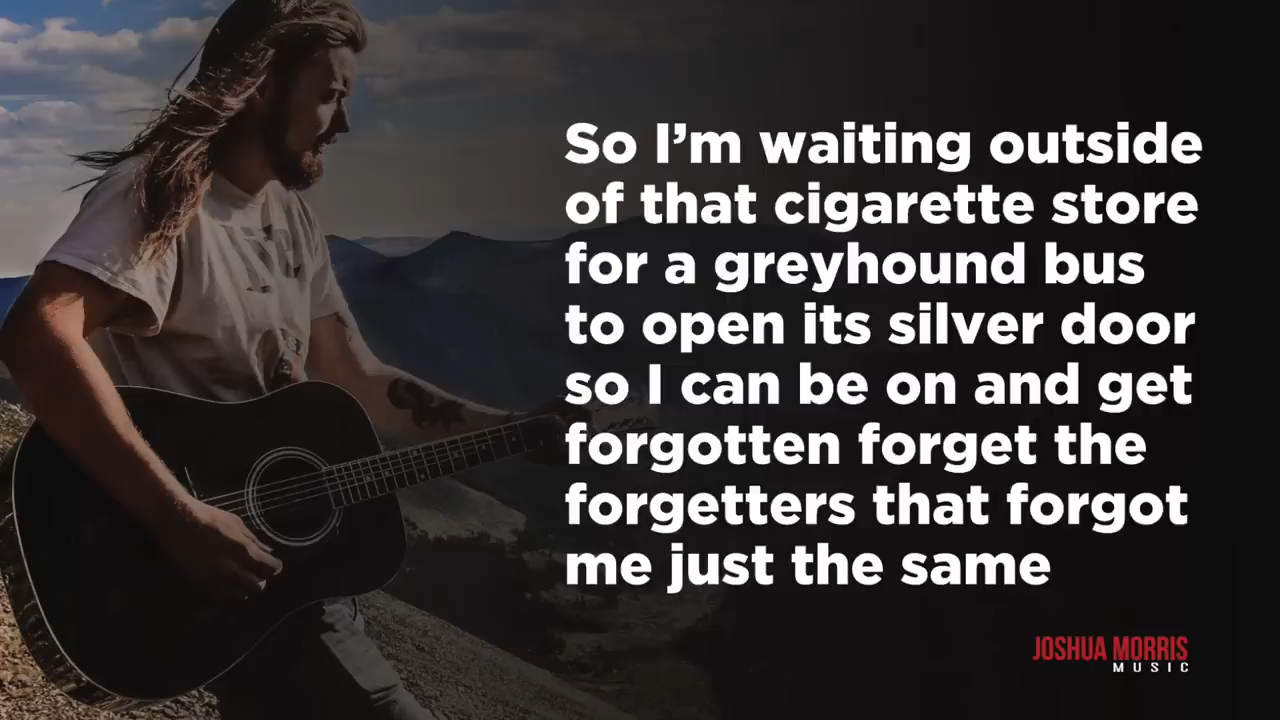 So I’m waiting outside
of that cigarette store
for a greyhound bus
to open its silver door
so I can be on and get
forgotten forget the
forgetters that forgot
me just the same
JOSHUA MORRIS
MUSIC